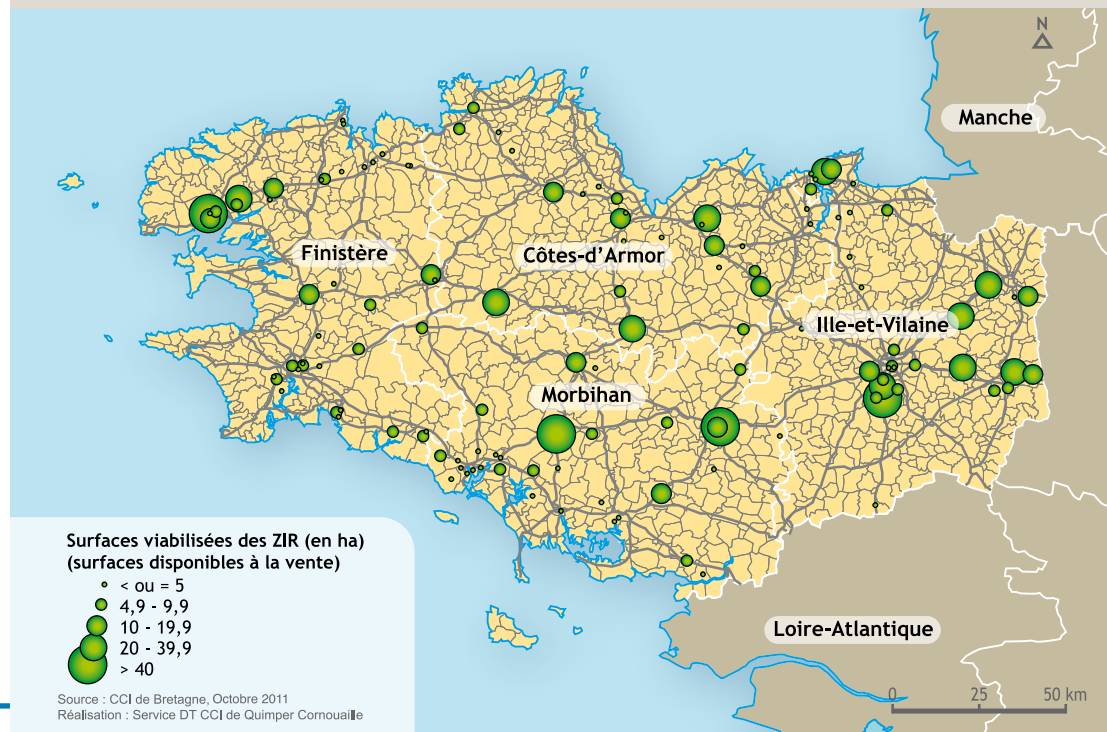 N
Manche
Finistère
Côtes-d'Armor
Ille-et-Vilaine
Morbihan
Loire-Atlantique
Surfaces viabilisées des ZIR (en ha)
(surfaces disponibles à la vente)
< ou = 5
4,9 - 9,9
10 - 19,9
20 - 39,9
> 40
Source : CCI de Bretagne, Octobre 2011
Réalisation : Service DT CCI de Quimper Cornouaille
0 25 50 km